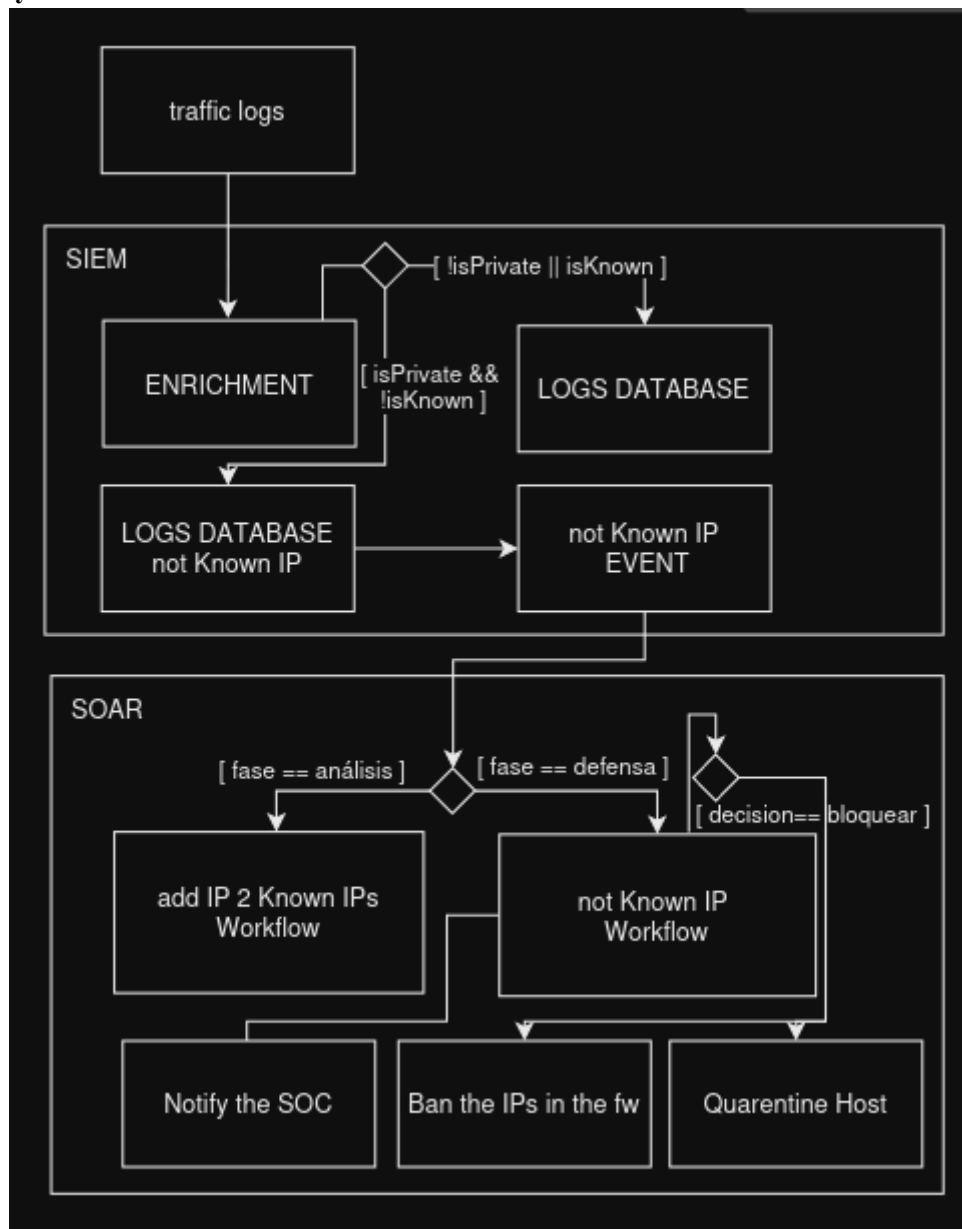 traffic logs
SIEM
[ !isPrivate || isKnown ]
ENRICHMENT
[ isPrivate &&
!isKnown ]
LOGS DATABASE
LOGS DATABASE
not Known IP
not Known IP
EVENT
SOAR
[ fase == análisis ]
[ fase == defensa ]
[ decision== bloquear ]
add IP 2 Known IPs
Workflow
not Known IP
Workflow
Notify the SOC
Ban the IPs in the fw
Quarentine Host